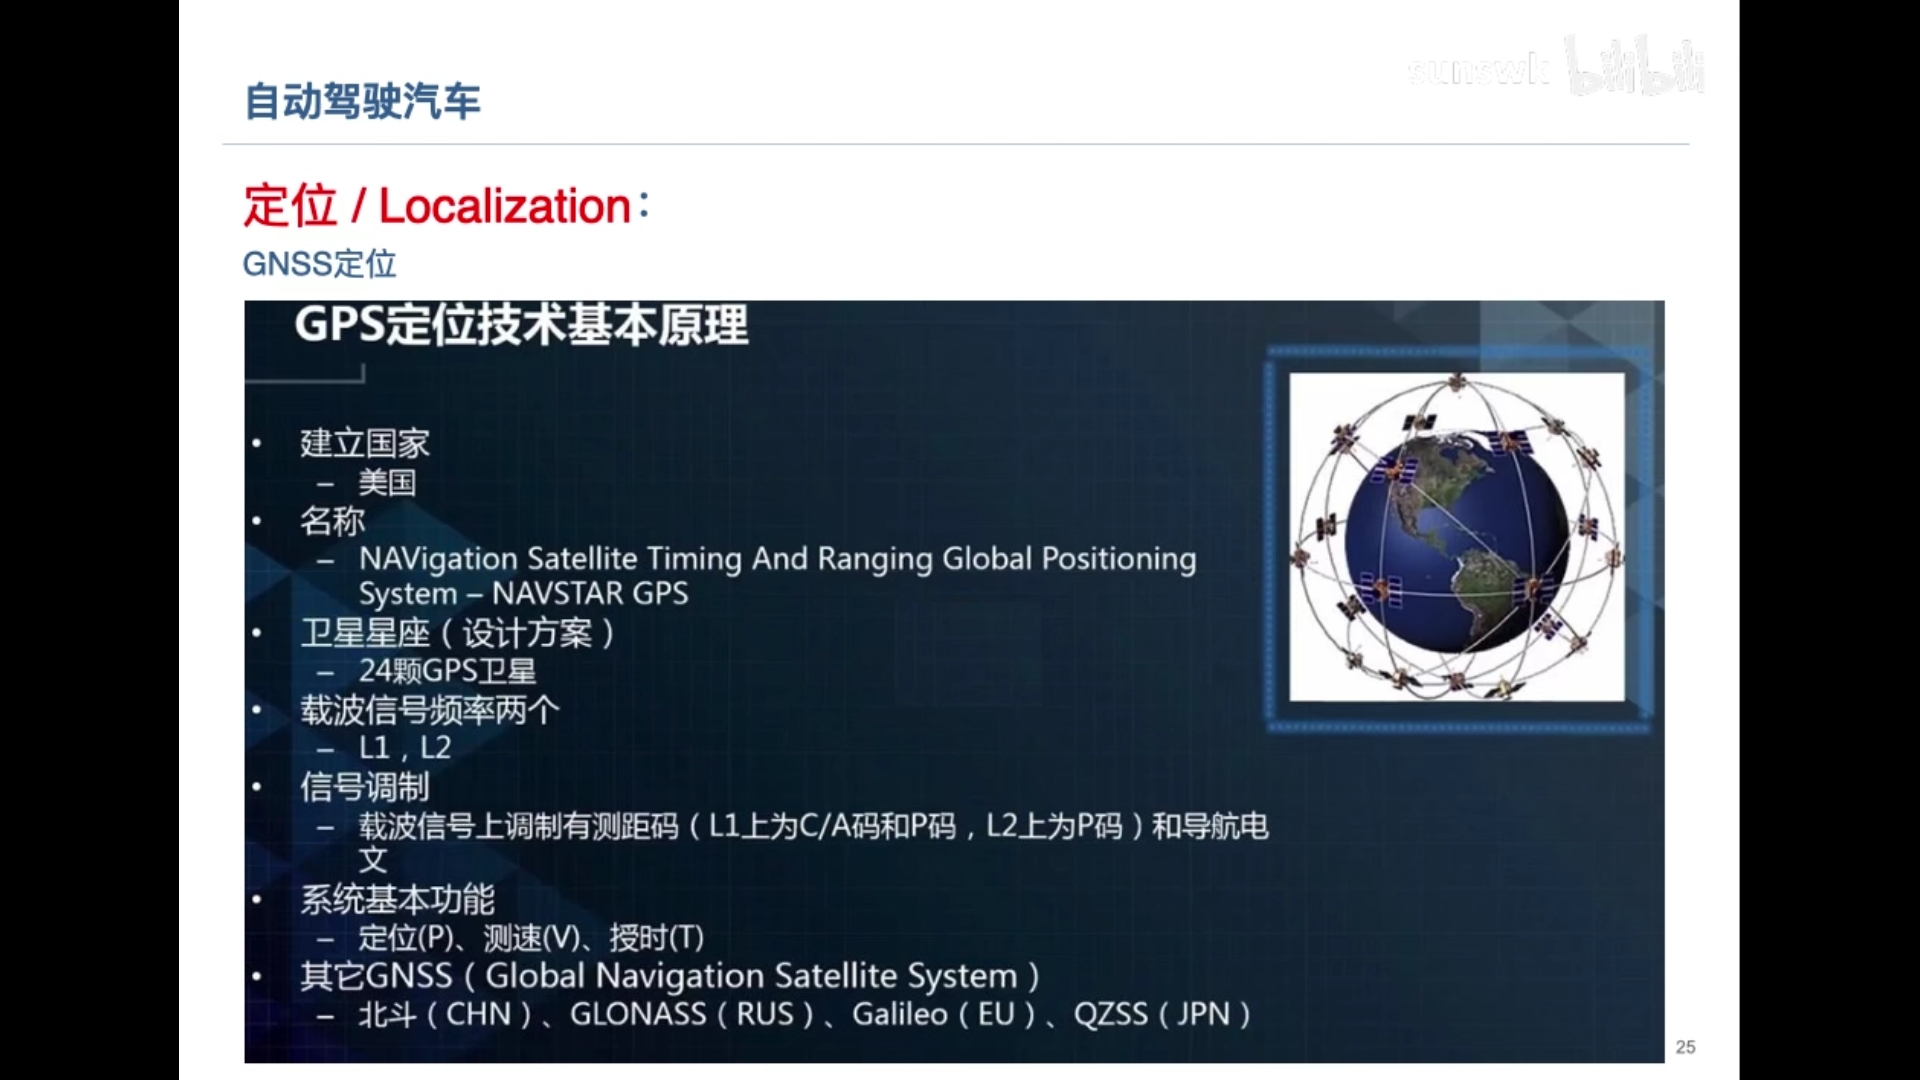 sunswk bilibili
自动驾驶汽车
定位 / Localization：
GNSS定位
GPS定位技术基本原理
• 建立国家
– 美国
• 名称
– NAVigation Satellite Timing And Ranging Global Positioning
System – NAVSTAR GPS
• 卫星星座（设计方案）
– 24颗GPS卫星
• 载波信号频率两个
– L1，L2
• 信号调制
– 载波信号上调制有测距码（L1上为C/A码和P码，L2上为P码）和导航电
文
• 系统基本功能
– 定位(P)、测速(V)、授时(T)
• 其它GNSS（Global Navigation Satellite System）
– 北斗（CHN）、GLONASS（RUS）、Galileo（EU）、QZSS（JPN）
25